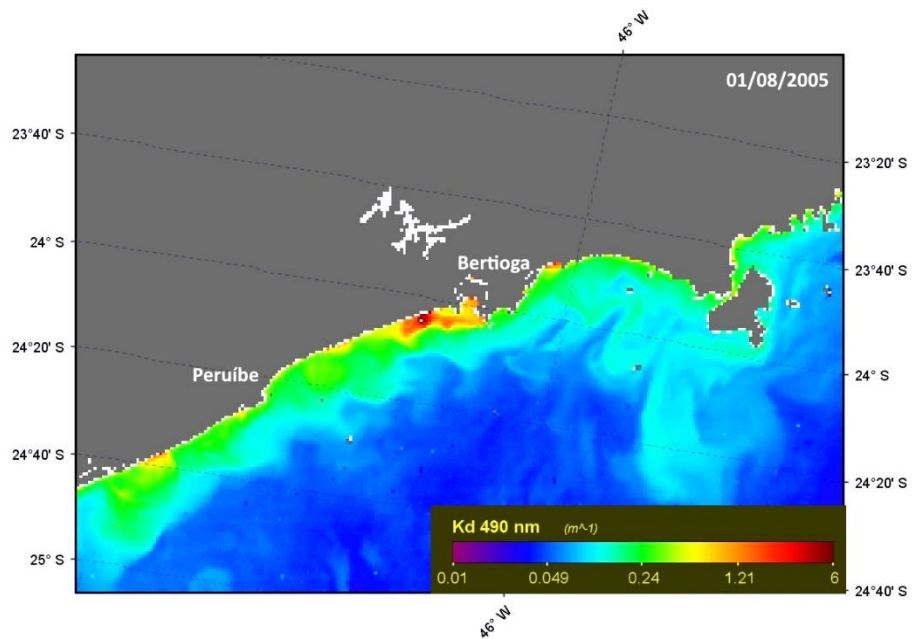 46° W
01/08/2005
23°40' S
23°20' S
24° S
Bertioga
23°40' S
24°20' S
Peruíbe
24° S
24°40' S
24°20' S
Kd 490 nm (m^-1)
25° S
0.01 0.049 0.24 1.21 6
24°40' S
46° W